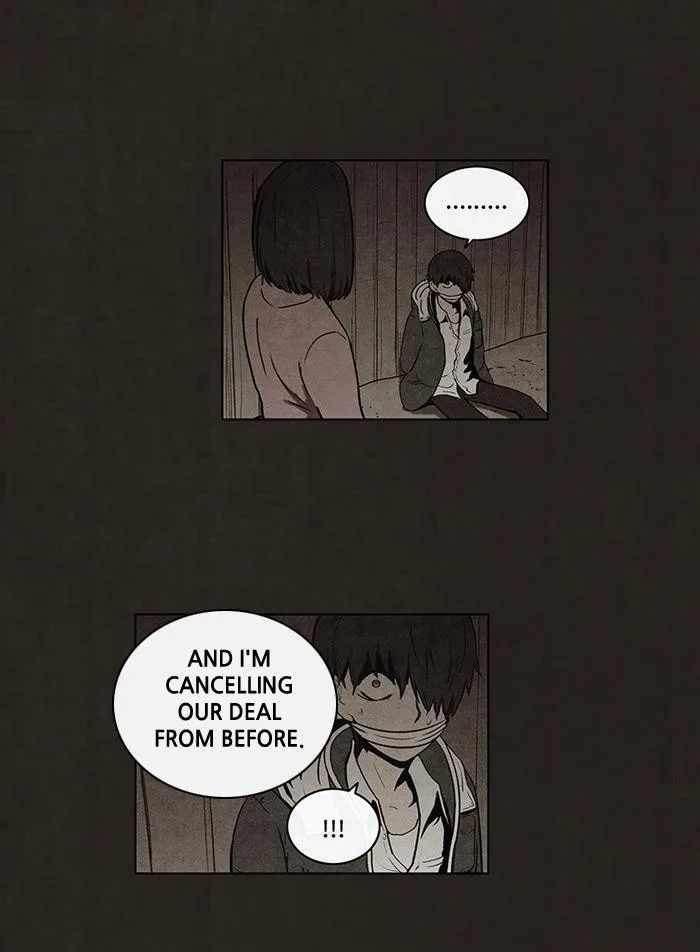 .........
AND I'M
CANCELLING
OUR DEAL
FROM BEFORE.
!!!